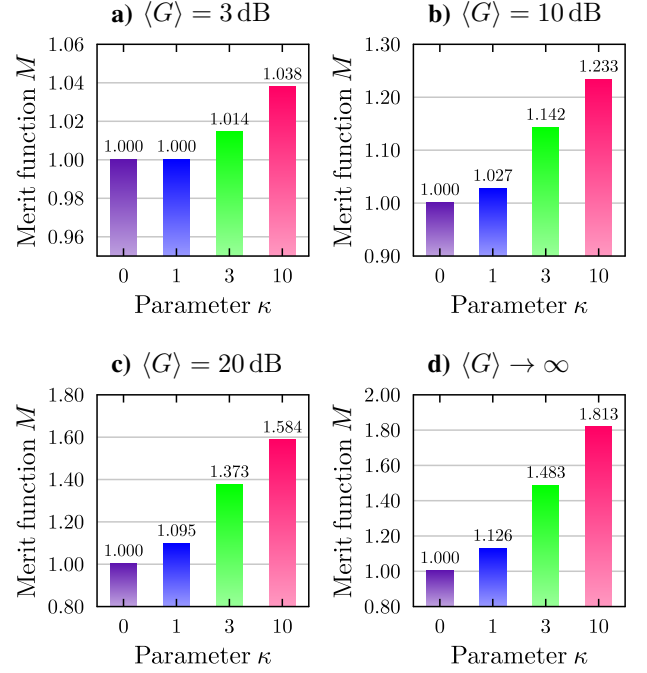 a) ⟨G⟩ = 3 dB
Merit function M
1.06
1.04
1.02
1.00
0.98
0.96
1.000
1.000
1.014
1.038
0 1 3 10
Parameter κ
b) ⟨G⟩ = 10 dB
Merit function M
1.30
1.20
1.10
1.00
0.90
1.000
1.027
1.142
1.233
0 1 3 10
Parameter κ
c) ⟨G⟩ = 20 dB
Merit function M
1.80
1.60
1.40
1.20
1.00
0.80
1.000
1.095
1.373
1.584
0 1 3 10
Parameter κ
d) ⟨G⟩ → ∞
Merit function M
2.00
1.80
1.60
1.40
1.20
1.00
0.80
1.000
1.126
1.483
1.813
0 1 3 10
Parameter κ